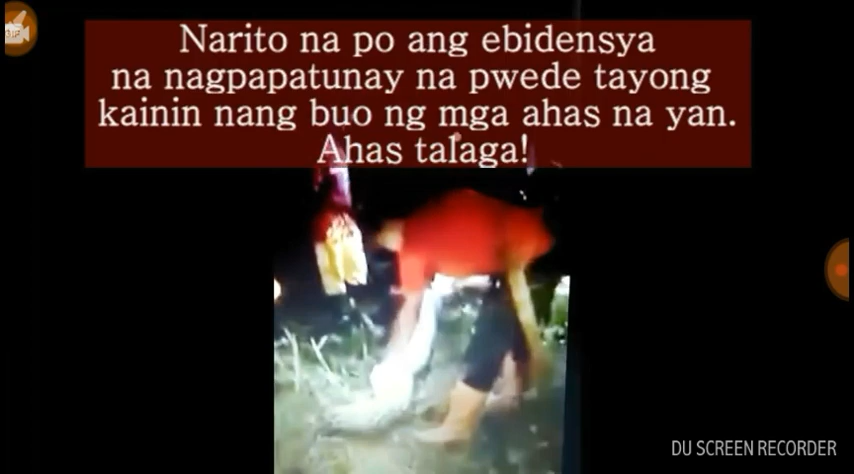 Narito na po ang ebidensya
na nagpapatunay na pwede tayong
kainin nang buo ng mga ahas na yan.
Ahas talaga!
DU SCREEN RECORDER